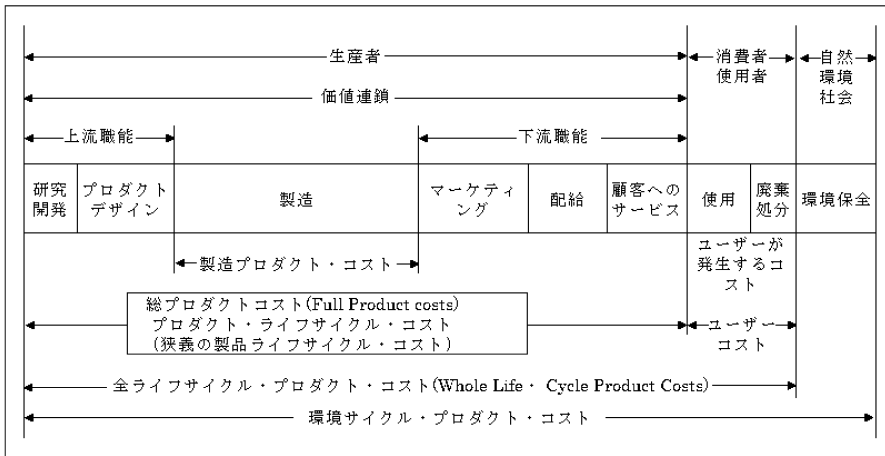 生産者
消費者
使用者
自然
環境
社会
価値連鎖
上流職能
下流職能
研究
開発
プロダクト
デザイン
製造
マーケティ
ング
配給
顧客への
サービス
使用
廃棄
処分
環境保全
製造プロダクト・コスト
ユーザーが
発生するコ
スト
総プロダクトコスト(Full Product costs)
プロダクト・ライフサイクル・コスト
(狭義の製品ライフサイクル・コスト)
ユーザー
コスト
全ライフサイクル・プロダクト・コスト(Whole Life・ Cycle Product Costs)
環境サイクル・プロダクト・コスト